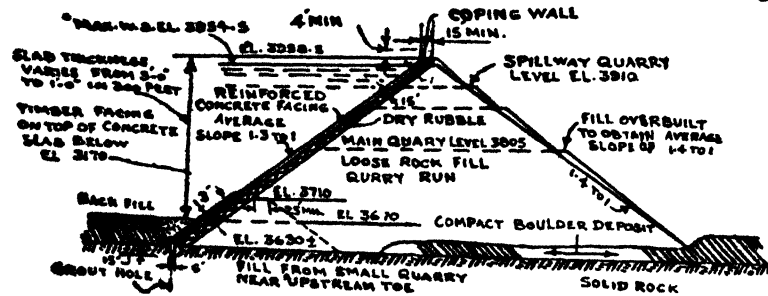 COPING WALL
4' MIN
15 MIN.
MAX. W.S. EL. 3954.5
EL. 3958.5
SLAB THICKNESS
VARIES FROM 3'-0"
TO 1'-0" IN 300 FEET
SPILLWAY QUARRY
LEVEL EL. 3910
REINFORCED
CONCRETE FACING
AVERAGE
SLOPE 1.3 TO 1
15'
DRY RUBBLE
TIMBER FACING
ON TOP OF CONCRETE
SLAB BELOW
EL 3170
FILL OVERBUILT
TO OBTAIN AVERAGE
SLOPE OF 1.4 TO 1
MAIN QUARY LEVEL 3805
LOOSE ROCK FILL
QURRY RUN
1.4 TO 1
EL. 3710
BACK FILL
EL 3670
COMPACT BOULDER DEPOSIT
EL. 3630±
GROUT HOLE
FILL FROM SMALL QUARRY
NEAR UPSTREAM TOE
SOLID ROCK